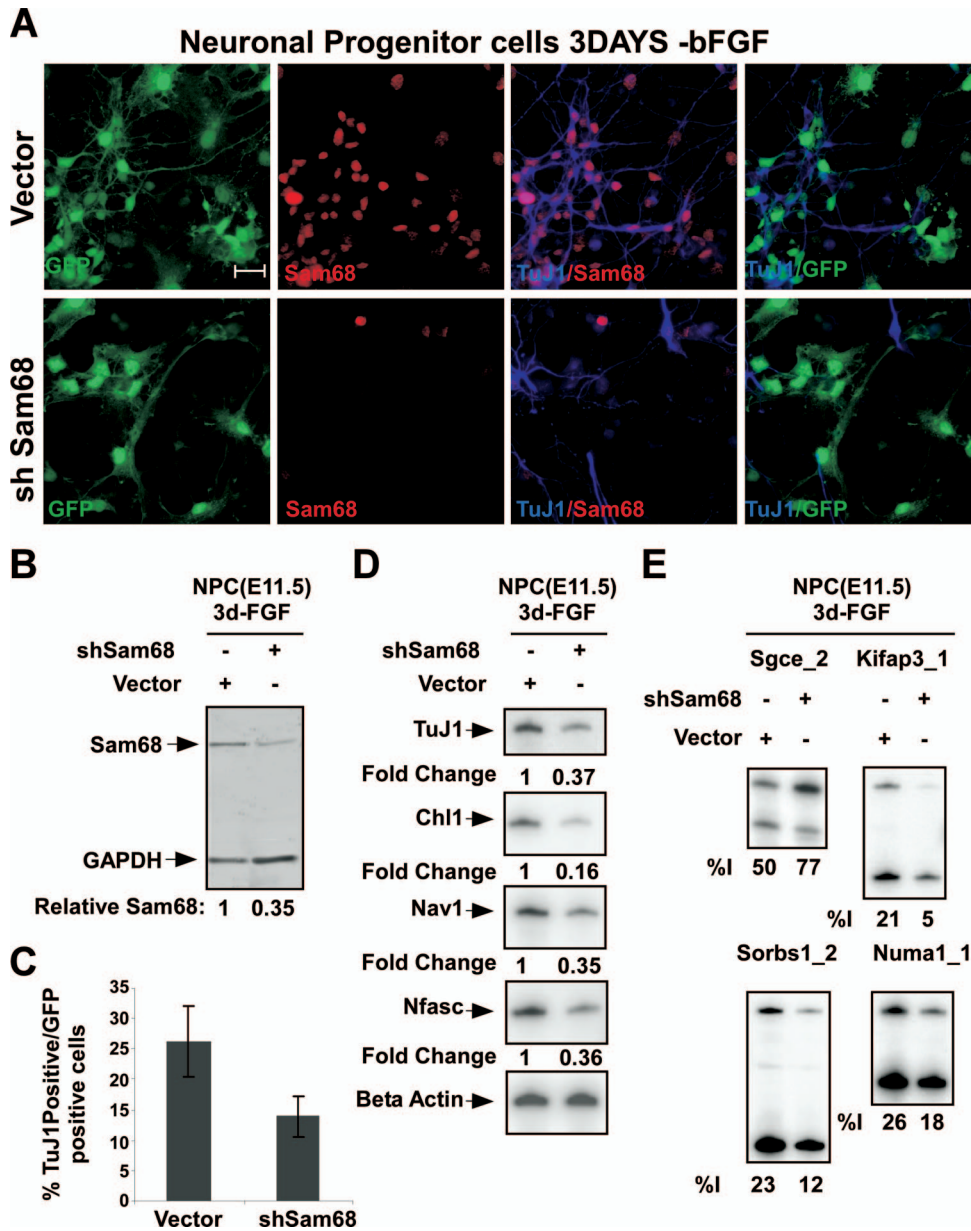 A
Neuronal Progenitor cells 3DAYS -bFGF
Vector
GFP
Sam68
TuJ1/Sam68
TuJ1/GFP
sh Sam68
GFP
Sam68
TuJ1/Sam68
TuJ1/GFP
B
NPC(E11.5)
3d-FGF
shSam68 - +
Vector + -
Sam68
GAPDH
Relative Sam68: 1 0.35
C
% TuJ1Positive/GFP
positive cells
35
30
25
20
15
10
5
0
Vector shSam68
D
NPC(E11.5)
3d-FGF
shSam68 - +
Vector + -
TuJ1
Fold Change 1 0.37
Chl1
Fold Change 1 0.16
Nav1
Fold Change 1 0.35
Nfasc
Fold Change 1 0.36
Beta Actin
E
NPC(E11.5)
3d-FGF
Sgce_2 Kifap3_1
shSam68 - + - +
Vector + - + -
%I 50 77
%I 21 5
Sorbs1_2 Numa1_1
%I 26 18
%I 23 12